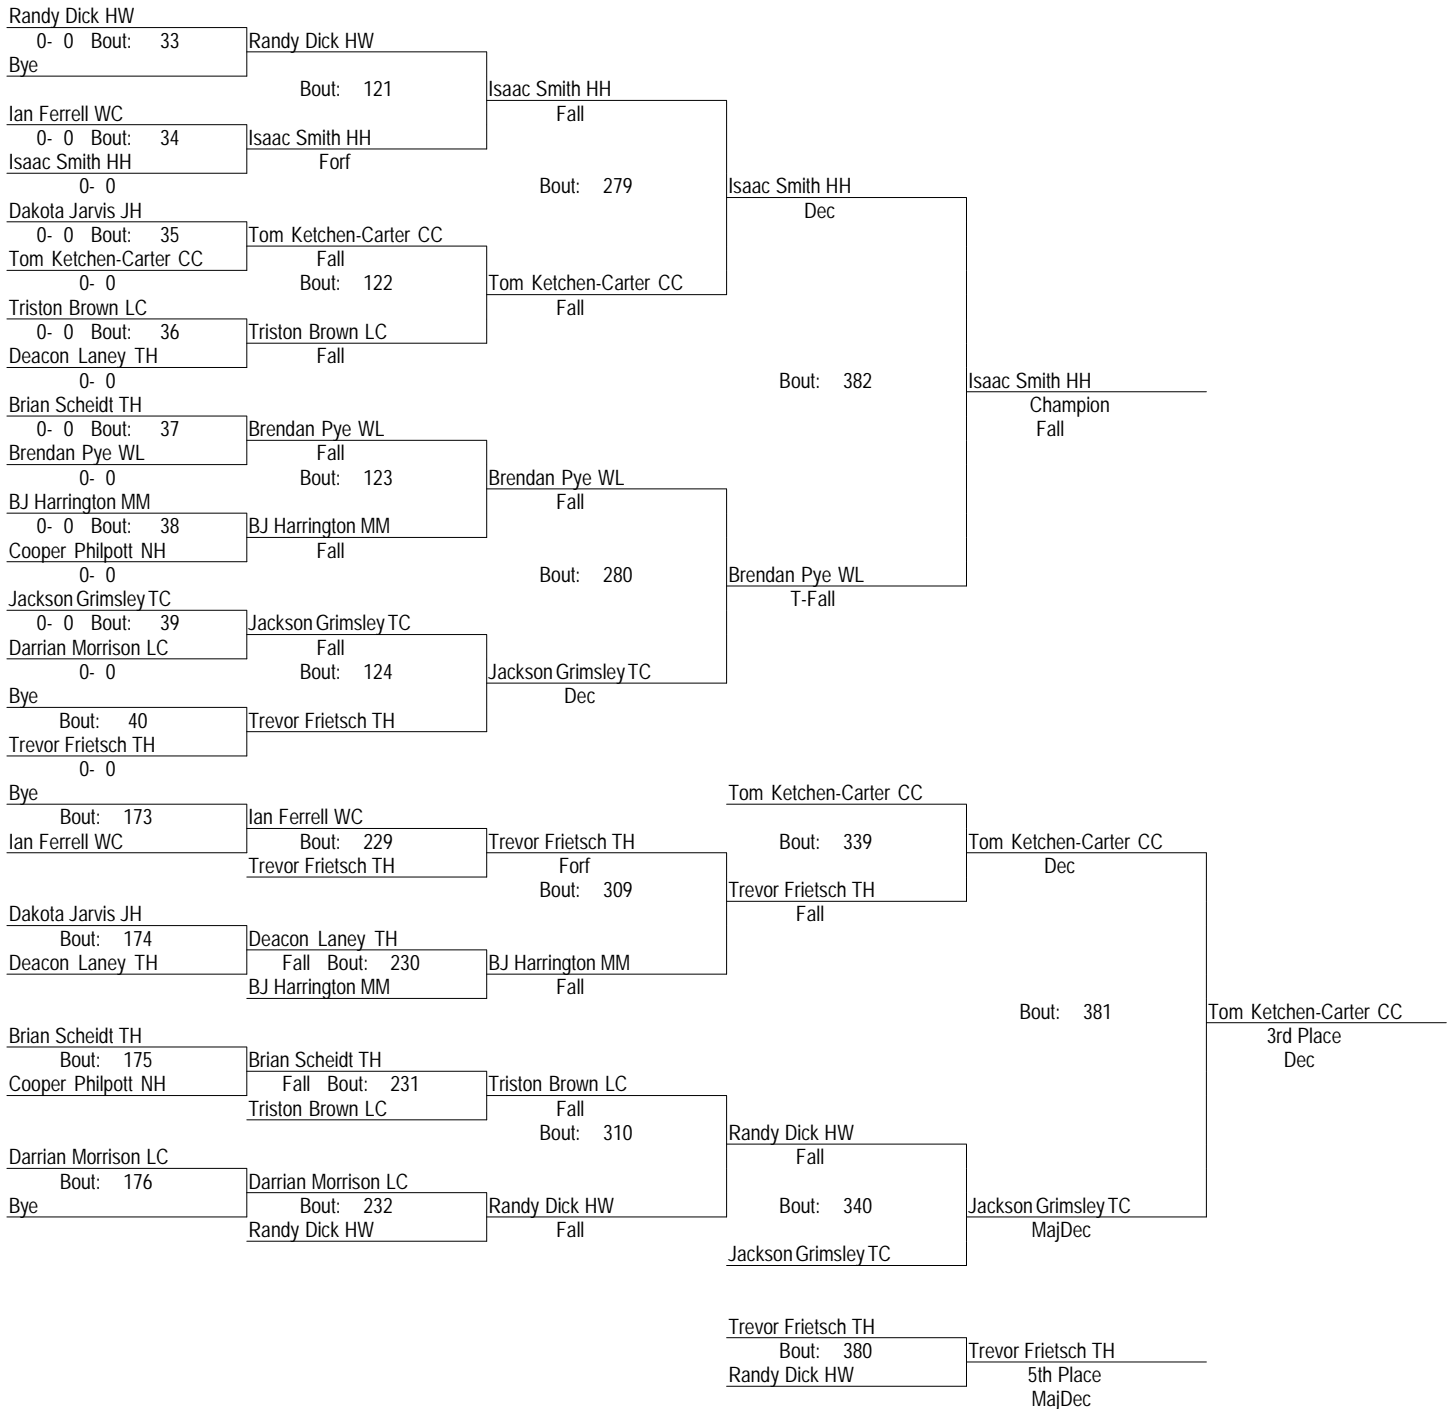 Randy Dick HW
0- 0 Bout: 33 Randy Dick HW
Bye
Bout: 121 Isaac Smith HH
Ian Ferrell WC Fall
0- 0 Bout: 34 Isaac Smith HH
Isaac Smith HH Forf
0- 0 Bout: 279 Isaac Smith HH
Dakota Jarvis JH Dec
0- 0 Bout: 35 Tom Ketchen-Carter CC
Tom Ketchen-Carter CC Fall
0- 0 Bout: 122 Tom Ketchen-Carter CC
Triston Brown LC Fall
0- 0 Bout: 36 Triston Brown LC
Deacon Laney TH Fall
0- 0 Bout: 382 Isaac Smith HH
Brian Scheidt TH Champion
0- 0 Bout: 37 Brendan Pye WL Fall
Brendan Pye WL Fall
0- 0 Bout: 123 Brendan Pye WL
BJ Harrington MM Fall
0- 0 Bout: 38 BJ Harrington MM
Cooper Philpott NH Fall
0- 0 Bout: 280 Brendan Pye WL
Jackson Grimsley TC T-Fall
0- 0 Bout: 39 Jackson Grimsley TC
Darrian Morrison LC Fall
0- 0 Bout: 124 Jackson Grimsley TC
Bye Dec
Bout: 40 Trevor Frietsch TH
Trevor Frietsch TH
0- 0
Bye Tom Ketchen-Carter CC
Bout: 173 Ian Ferrell WC
Ian Ferrell WC Bout: 229 Trevor Frietsch TH Bout: 339 Tom Ketchen-Carter CC
Trevor Frietsch TH Forf Dec
Bout: 309 Trevor Frietsch TH
Dakota Jarvis JH Fall
Bout: 174 Deacon Laney TH
Deacon Laney TH Fall Bout: 230 BJ Harrington MM
BJ Harrington MM Fall
Bout: 381 Tom Ketchen-Carter CC
Brian Scheidt TH 3rd Place
Bout: 175 Brian Scheidt TH Dec
Cooper Philpott NH Fall Bout: 231 Triston Brown LC
Triston Brown LC Fall
Bout: 310 Randy Dick HW
Darrian Morrison LC Fall
Bout: 176 Darrian Morrison LC
Bye Bout: 232 Randy Dick HW Bout: 340 Jackson Grimsley TC
Randy Dick HW Fall MajDec
Jackson Grimsley TC
Trevor Frietsch TH
Bout: 380 Trevor Frietsch TH
Randy Dick HW 5th Place
MajDec